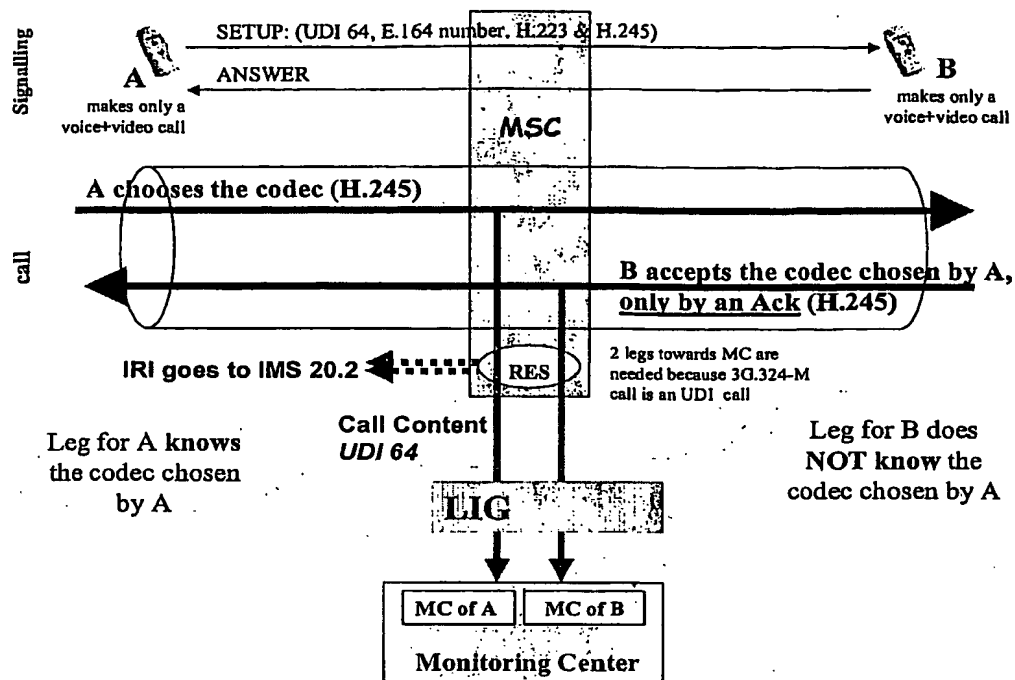 Signalling
SETUP: (UDI 64, E.164 number, H.223 & H.245)
A
ANSWER
B
makes only a
voice+video call
makes only a
voice+video call
MSC
A chooses the codec (H.245)
call
B accepts the codec chosen by A,
only by an Ack (H.245)
IRI goes to IMS 20.2
RES
2 legs towards MC are
needed because 3G.324-M
call is an UDI call
Call Content
UDI 64
Leg for A knows
the codec chosen
by A
Leg for B does
NOT know the
codec chosen by A
LIG
MC of A
MC of B
Monitoring Center